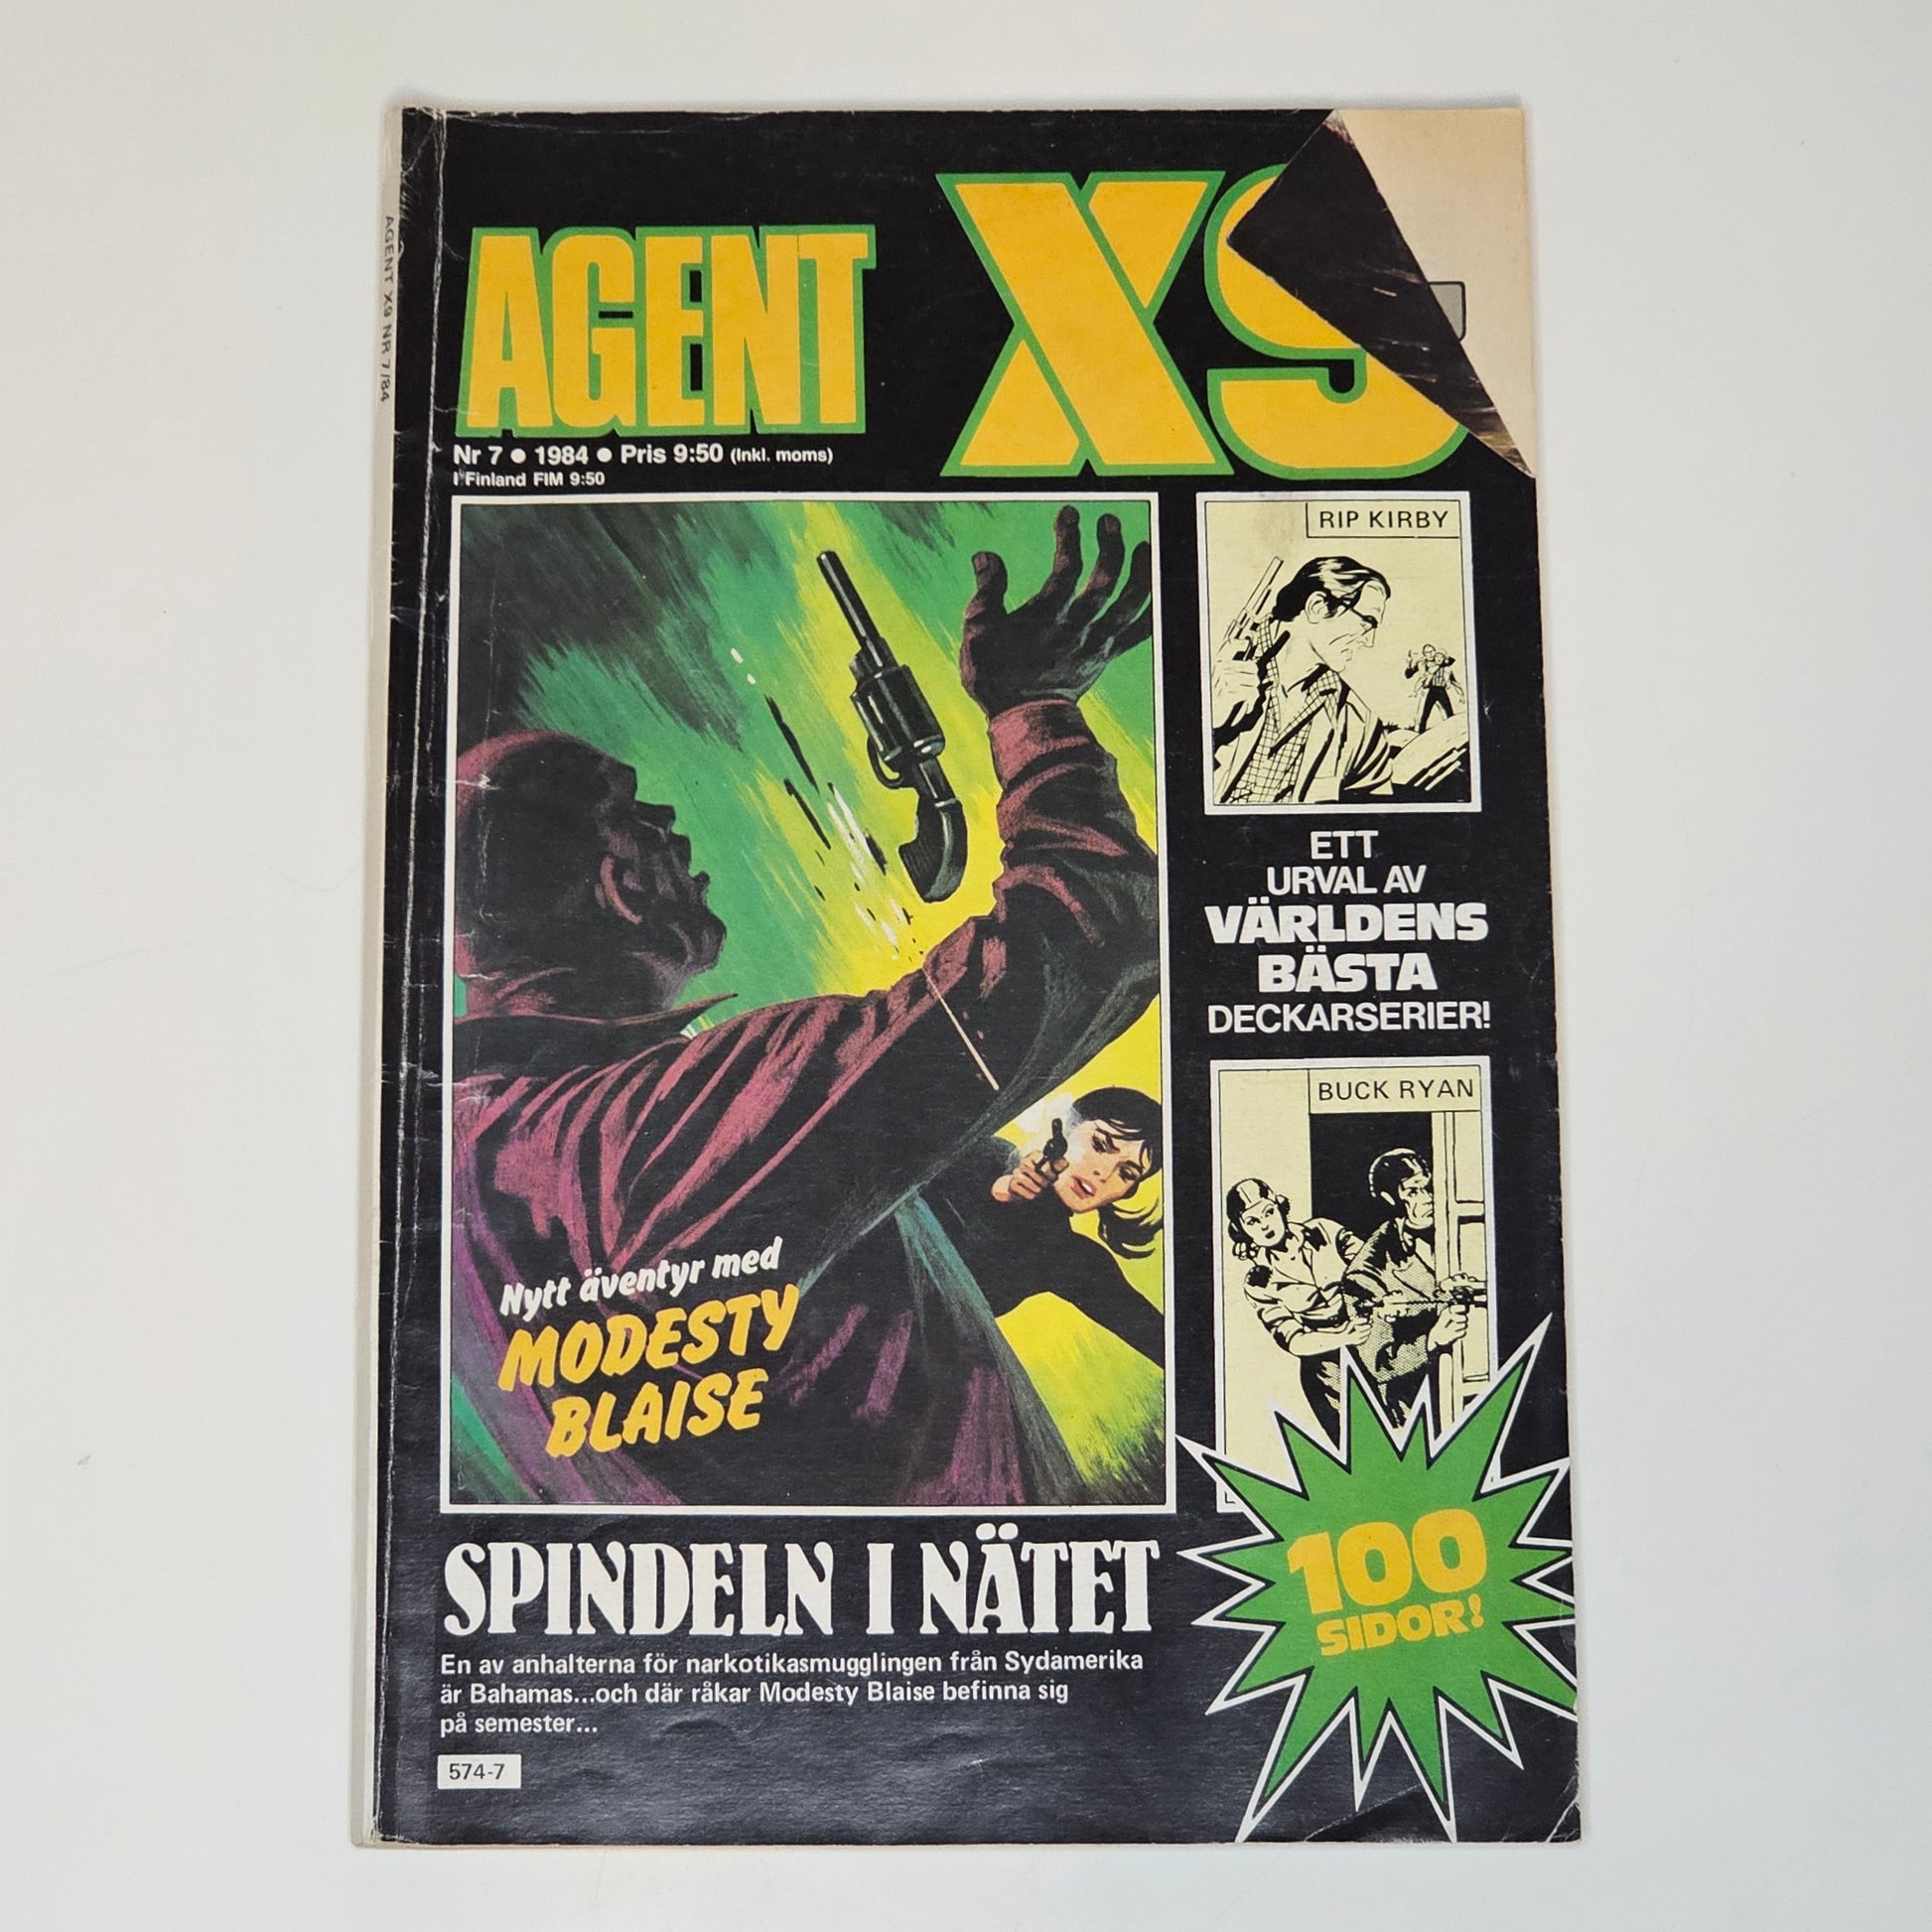 AGENT X9
Nr 7 ● 1984 ● Pris 9:50 (Inkl. moms)
I Finland FIM 9:50
AGENT X9 NR 7/84
RIP KIRBY
ETT
URVAL AV
VÄRLDENS
BÄSTA
DECKARSERIER!
BUCK RYAN
Nytt äventyr med
MODESTY
BLAISE
100
SIDOR!
SPINDELN I NÄTET
En av anhalterna för narkotikasmugglingen från Sydamerika
är Bahamas...och där råkar Modesty Blaise befinna sig
på semester...
574-7